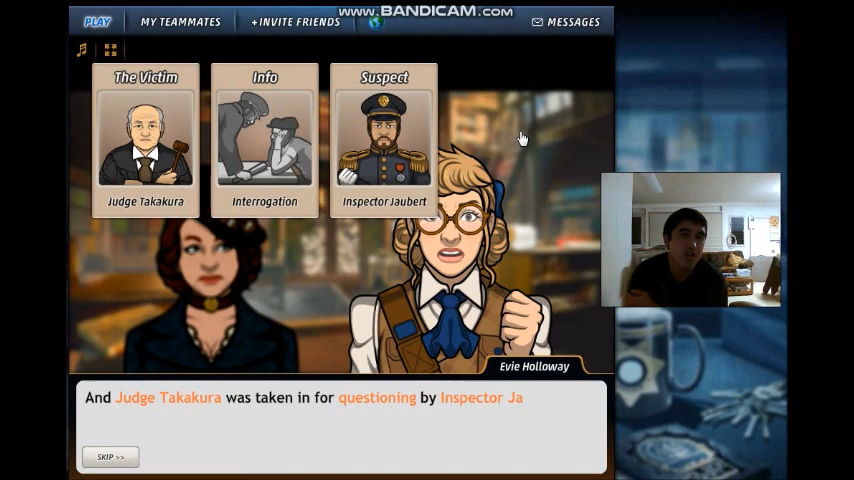 www.BANDICAM.com
PLAY
MY TEAMMATES
+INVITE FRIENDS
MESSAGES
The Victim
Info
Suspect
Judge Takakura
Interrogation
Inspector Jaubert
Evie Holloway
And Judge Takakura was taken in for questioning by Inspector Ja
SKIP >>